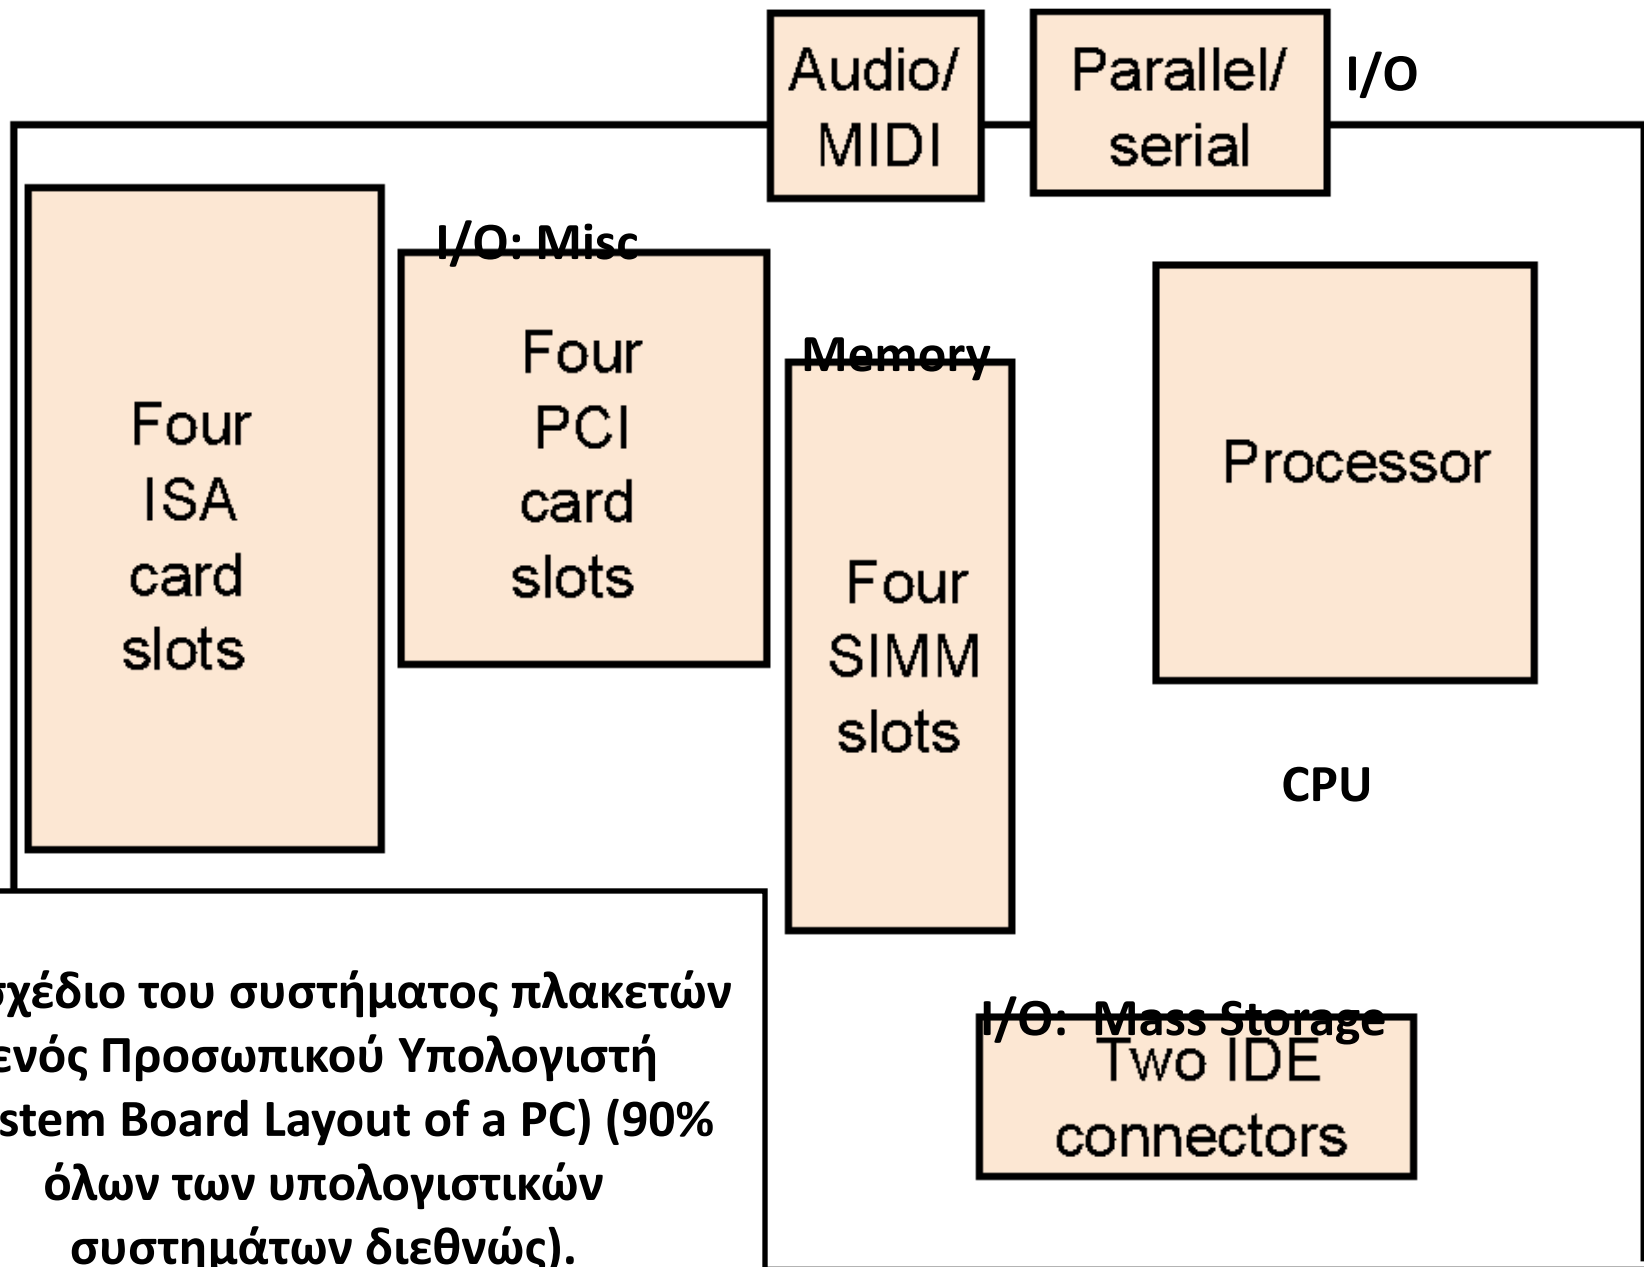 Audio/
MIDI
Parallel/
serial
I/O
I/O: Misc
Four
ISA
card
slots
Four
PCI
card
slots
Memory
Four
SIMM
slots
Processor
CPU
I/O: Mass Storage
Two IDE
connectors
σχέδιο του συστήματος πλακετών
ενός Προσωπικού Υπολογιστή
stem Board Layout of a PC) (90%
όλων των υπολογιστικών
συστημάτων διεθνώς).